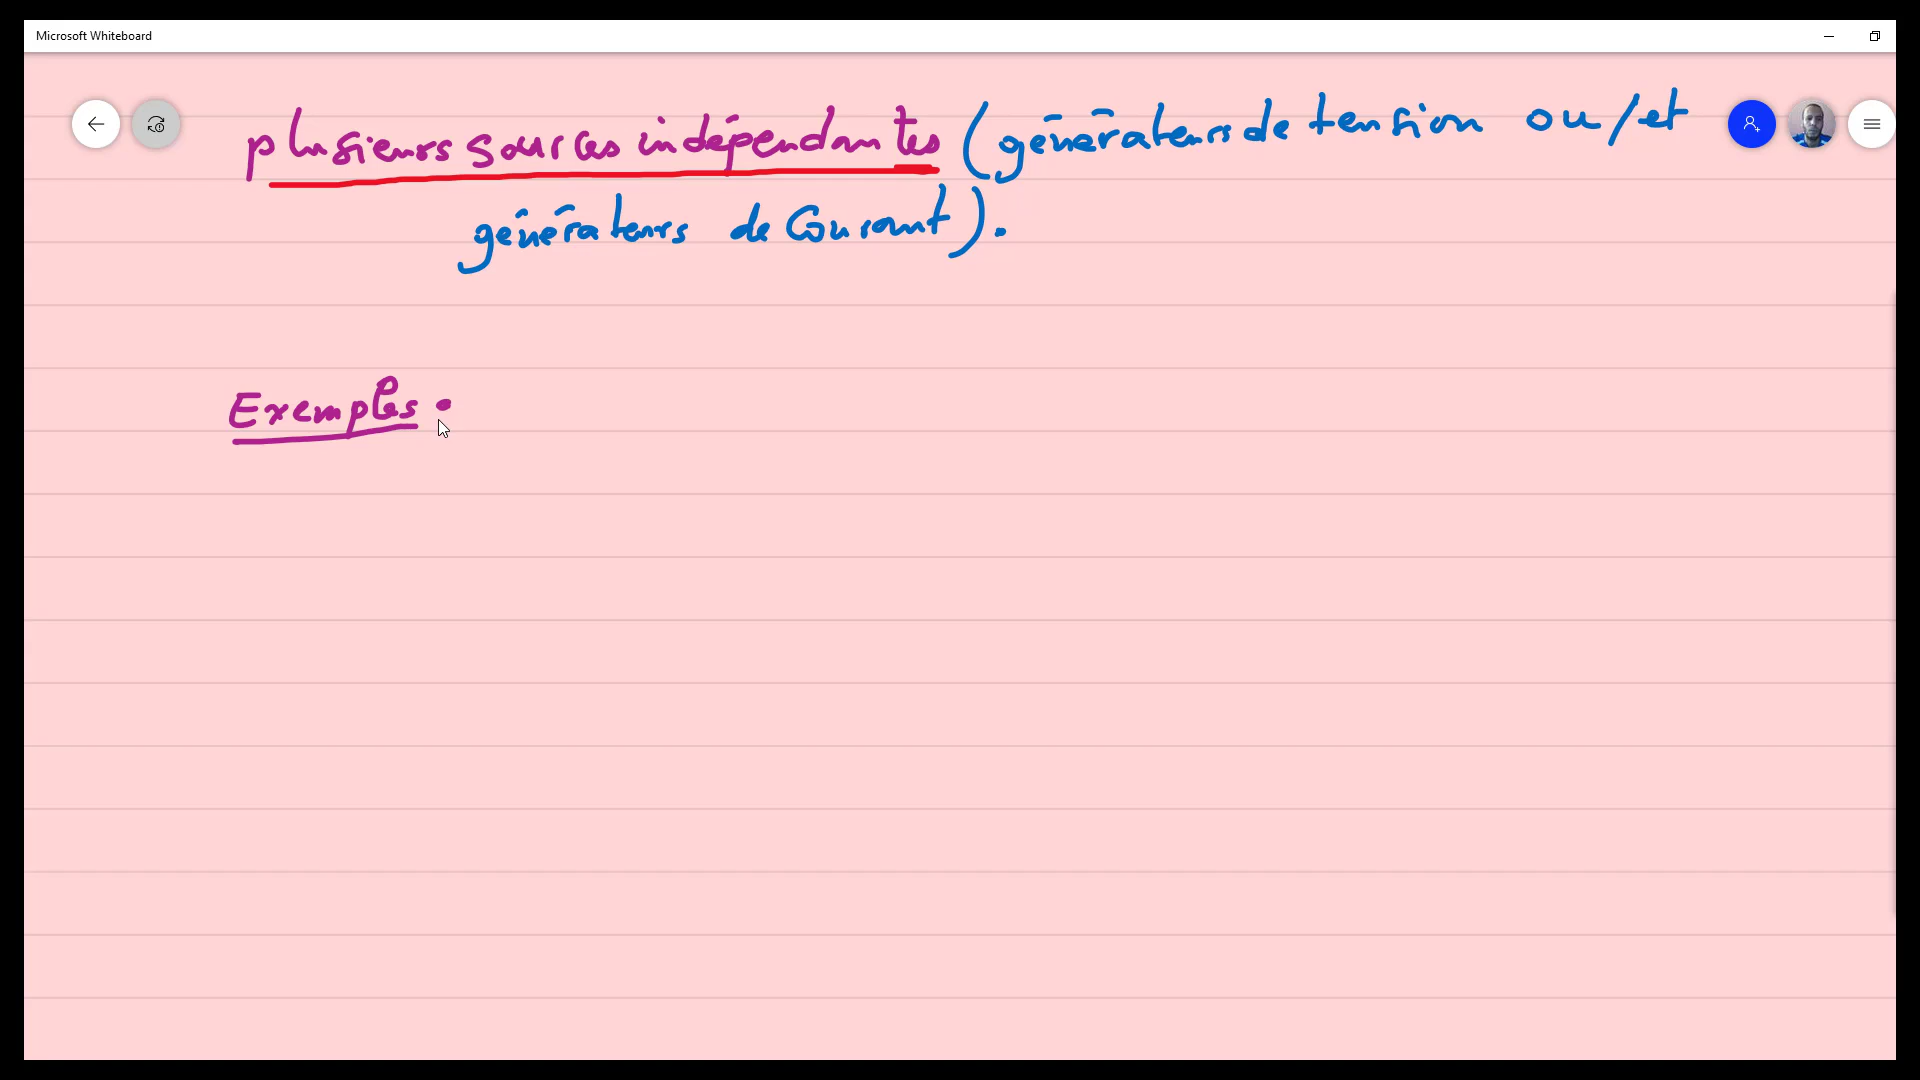 Microsoft Whiteboard
plusieurs sources indépendantes (générateurs de tension ou/et
générateurs de Courant).
Exemples :